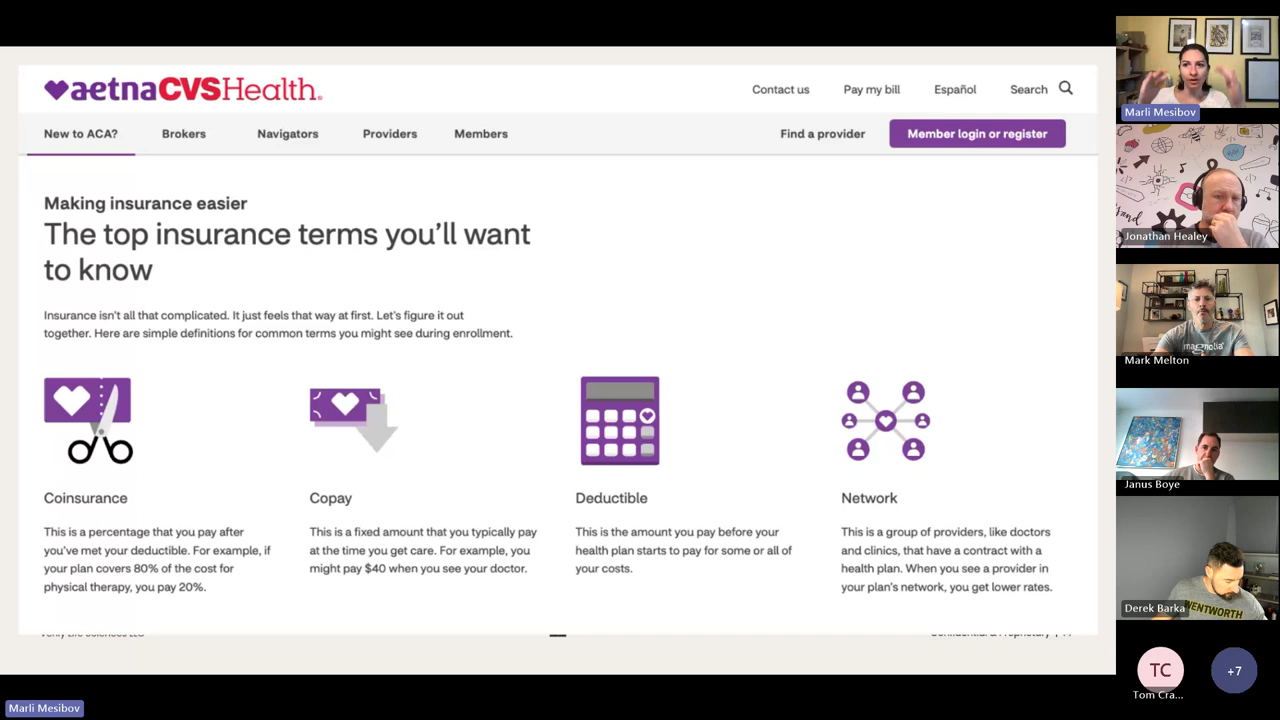 aetna CVSHealth®
Contact us
Pay my bill
Español
Search
New to ACA?
Brokers
Navigators
Providers
Members
Find a provider
Member login or register
Making insurance easier
The top insurance terms you’ll want
to know
Insurance isn’t all that complicated. It just feels that way at first. Let’s figure it out
together. Here are simple definitions for common terms you might see during enrollment.
Coinsurance
This is a percentage that you pay after
you’ve met your deductible. For example, if
your plan covers 80% of the cost for
physical therapy, you pay 20%.
Copay
This is a fixed amount that you typically pay
at the time you get care. For example, you
might pay $40 when you see your doctor.
Deductible
This is the amount you pay before your
health plan starts to pay for some or all of
your costs.
Network
This is a group of providers, like doctors
and clinics, that have a contract with a
health plan. When you see a provider in
your plan’s network, you get lower rates.
Confidential & Proprietary |
Marli Mesibov
Marli Mesibov
Jonathan Healey
magnolia
Mark Melton
Janus Boye
WENTWORTH
Derek Barka
TC
Tom Cra...
+7